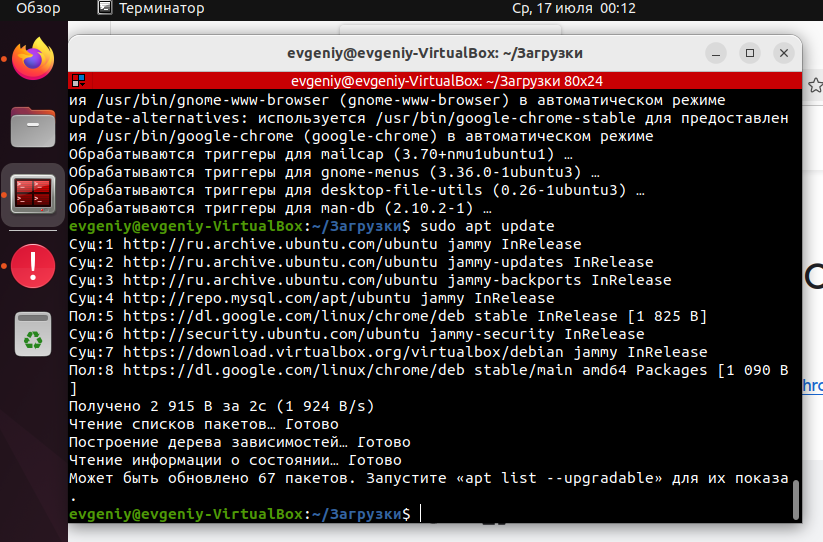 Обзор
Терминатор
Ср, 17 июля 00:12
evgeniy@evgeniy-VirtualBox: ~/Загрузки
evgeniy@evgeniy-VirtualBox: ~/Загрузки 80x24
ия /usr/bin/gnome-www-browser (gnome-www-browser) в автоматическом режиме
update-alternatives: используется /usr/bin/google-chrome-stable для предоставлен
ия /usr/bin/google-chrome (google-chrome) в автоматическом режиме
Обрабатываются триггеры для mailcap (3.70+nmu1ubuntu1) …
Обрабатываются триггеры для gnome-menus (3.36.0-1ubuntu3) …
Обрабатываются триггеры для desktop-file-utils (0.26-1ubuntu3) …
Обрабатываются триггеры для man-db (2.10.2-1) …
evgeniy@evgeniy-VirtualBox:~/Загрузки$ sudo apt update
Сущ:1 http://ru.archive.ubuntu.com/ubuntu jammy InRelease
Сущ:2 http://ru.archive.ubuntu.com/ubuntu jammy-updates InRelease
Сущ:3 http://ru.archive.ubuntu.com/ubuntu jammy-backports InRelease
Сущ:4 http://repo.mysql.com/apt/ubuntu jammy InRelease
Пол:5 https://dl.google.com/linux/chrome/deb stable InRelease [1 825 B]
Сущ:6 http://security.ubuntu.com/ubuntu jammy-security InRelease
Сущ:7 https://download.virtualbox.org/virtualbox/debian jammy InRelease
Пол:8 https://dl.google.com/linux/chrome/deb stable/main amd64 Packages [1 090 B
]
Получено 2 915 B за 2с (1 924 B/s)
Чтение списков пакетов… Готово
Построение дерева зависимостей… Готово
Чтение информации о состоянии… Готово
Может быть обновлено 67 пакетов. Запустите «apt list --upgradable» для их показа
.
evgeniy@evgeniy-VirtualBox:~/Загрузки$